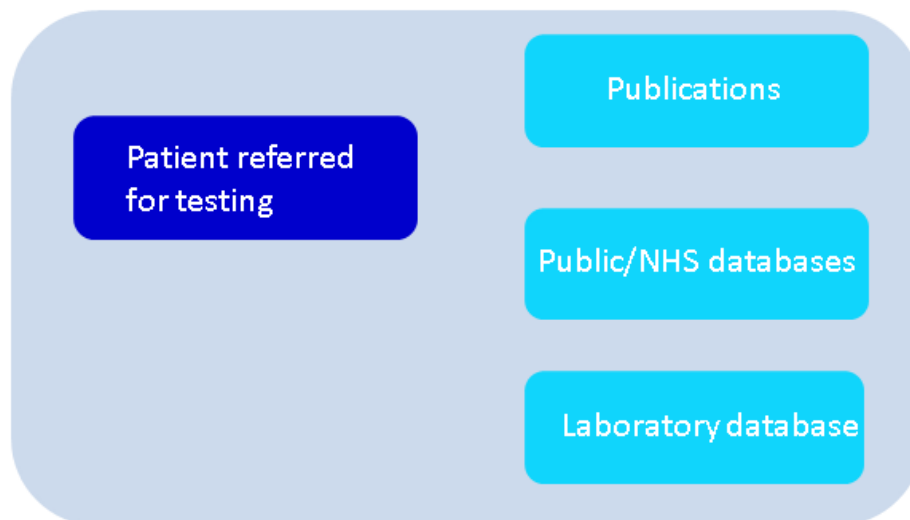 Publications
Patient referred
for testing
Public/NHS databases
Laboratory database